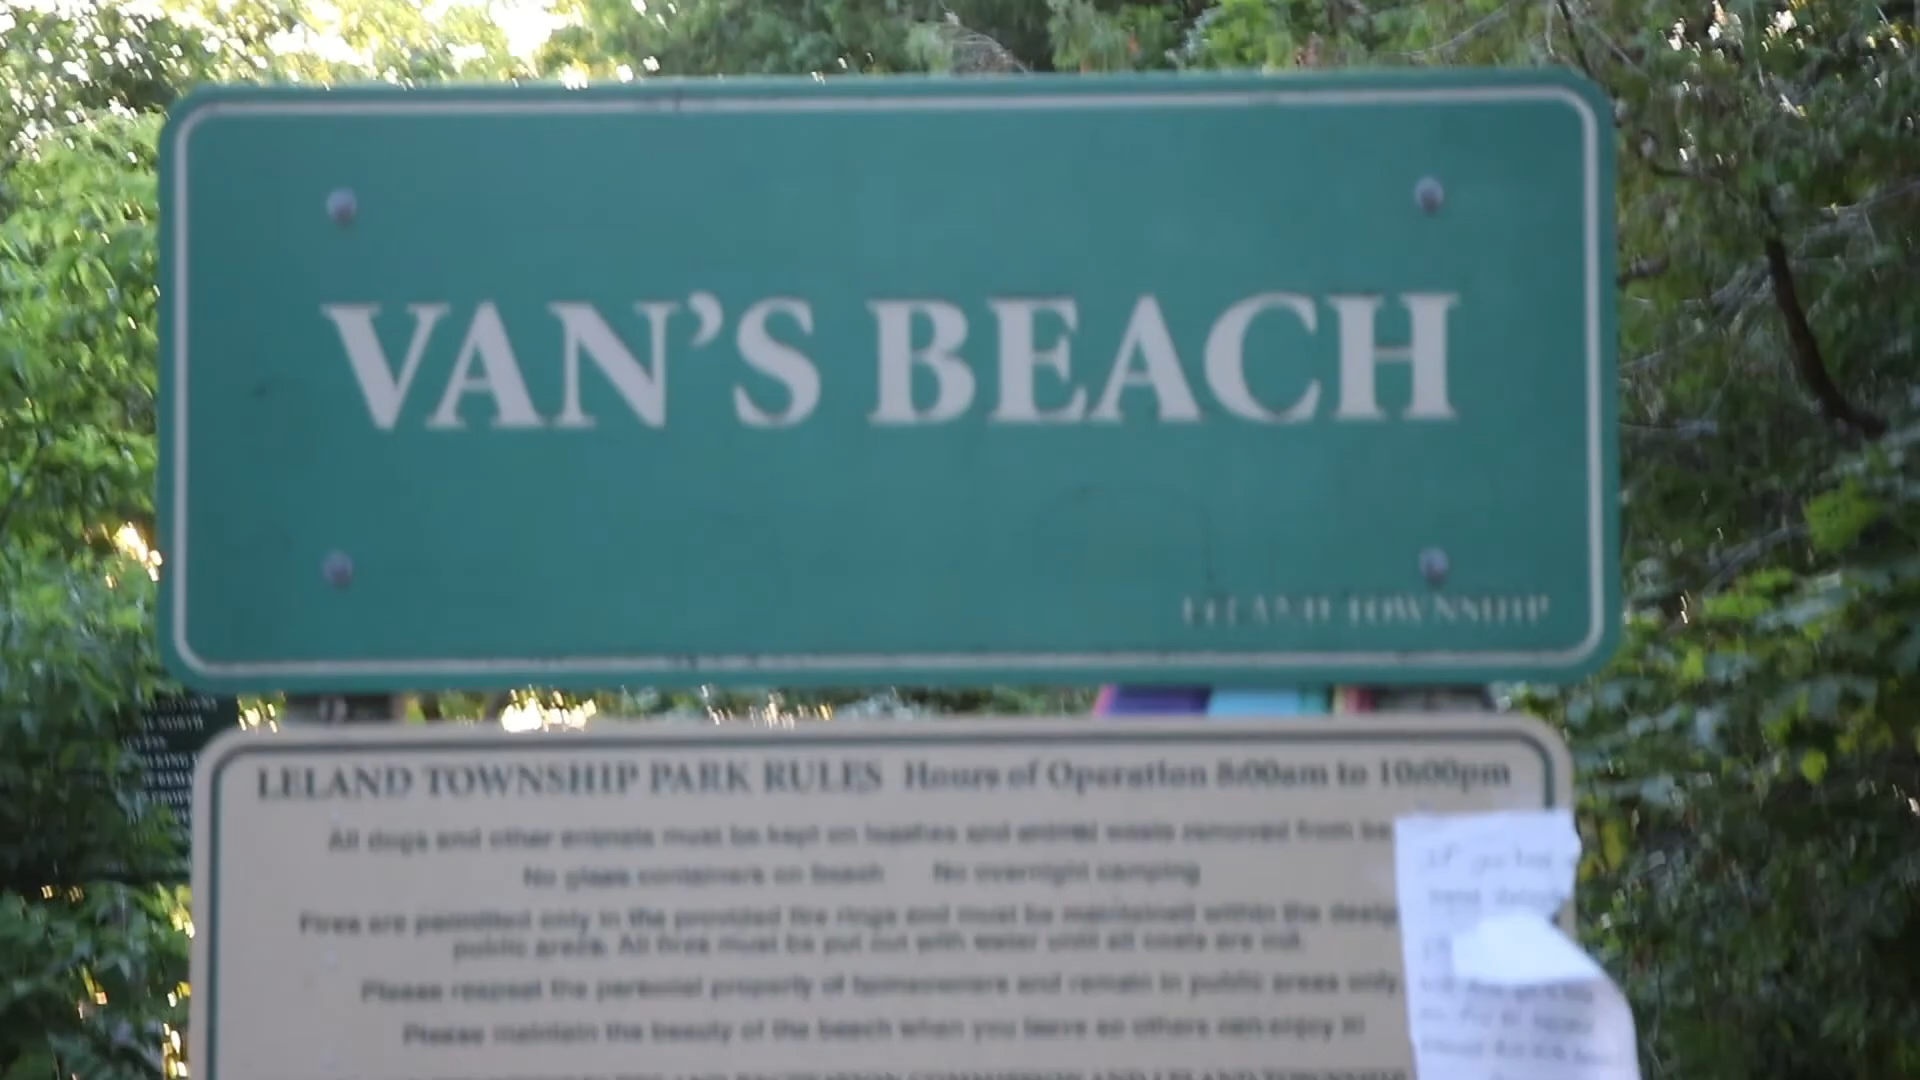 VAN'S BEACH
LELAND TOWNSHIP
LELAND TOWNSHIP PARK RULES Hours of Operation 8:00am to 10:00pm
All dogs and other animals must be kept on leashes and animal waste removed from
No glass containers on beach No overnight camping
Fires are permitted only in the provided fire rings and must be maintained within the
public areas. All fires must be put out with water until all coals are out.
Please respect the personal property of homeowners and remain in public areas only
Please maintain the beauty of the beach when you leave so others can enjoy it!
RECREATION COMMISSION AND LELAND TOWNSHIP